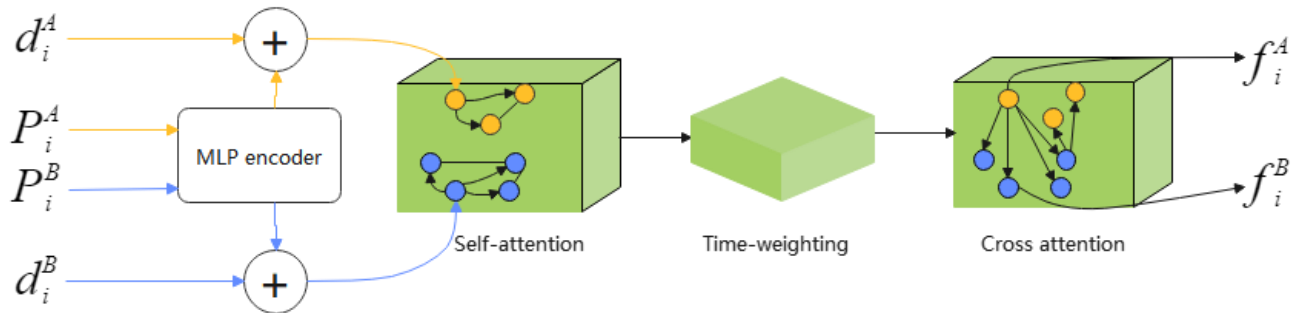 d_i^A
+
P_i^A
MLP encoder
P_i^B
d_i^B
+
Self-attention
Time-weighting
Cross attention
f_i^A
f_i^B